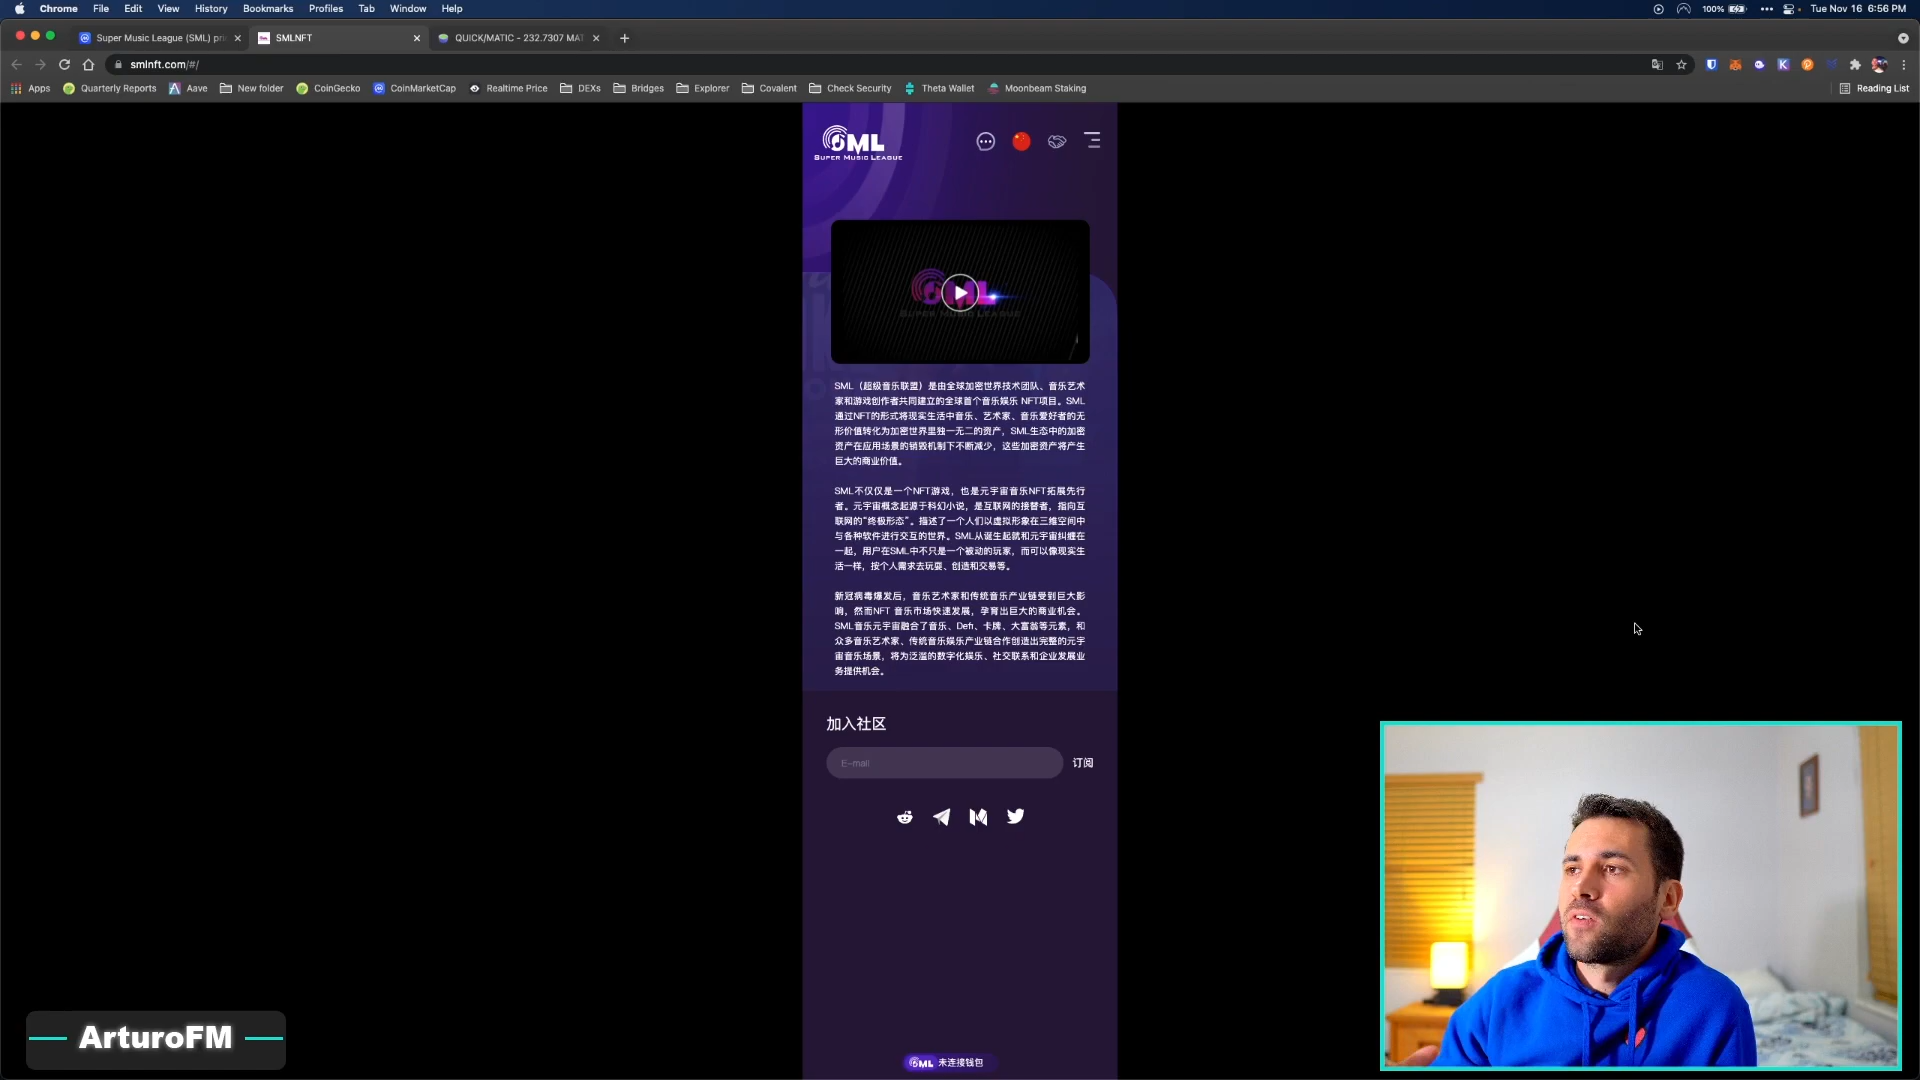 Chrome File Edit View History Bookmarks Profiles Tab Window Help
100% Tue Nov 16 6:56 PM
Super Music League (SML) pri
SMLNFT
QUICK/MATIC - 232.7307 MAT
smlnft.com/#/
Apps Quarterly Reports Aave New folder CoinGecko CoinMarketCap Realtime Price DEXs Bridges Explorer Covalent Check Security Theta Wallet Moonbeam Staking Reading List
SML
SUPER MUSIC LEAGUE
SML
SUPER MUSIC LEAGUE
SML（超级音乐联盟）是由全球加密世界技术团队、音乐艺术
家和游戏创作者共同建立的全球首个音乐娱乐 NFT项目。SML
通过NFT的形式将现实生活中音乐、艺术家、音乐爱好者的无
形价值转化为加密世界里独一无二的资产，SML生态中的加密
资产在应用场景的销毁机制下不断减少，这些加密资产将产生
巨大的商业价值。
SML不仅仅是一个NFT游戏，也是元宇宙音乐NFT拓展先行
者。元宇宙概念起源于科幻小说，是互联网的接替者，指向互
联网的“终极形态”。描述了一个人们以虚拟形象在三维空间中
与各种软件进行交互的世界。SML从诞生起就和元宇宙纠缠在
一起，用户在SML中不只是一个被动的玩家，而可以像现实生
活一样，按个人需求去玩耍、创造和交易等。
新冠病毒爆发后，音乐艺术家和传统音乐产业链受到巨大影
响，然而NFT 音乐市场快速发展，孕育出巨大的商业机会。
SML音乐元宇宙融合了音乐、Defi、卡牌、大富翁等元素，和
众多音乐艺术家、传统音乐娱乐产业链合作创造出完整的元宇
宙音乐场景，将为泛滥的数字化娱乐、社交联系和企业发展业
务提供机会。
加入社区
E-mail 订阅
SML 未连接钱包
ArturoFM